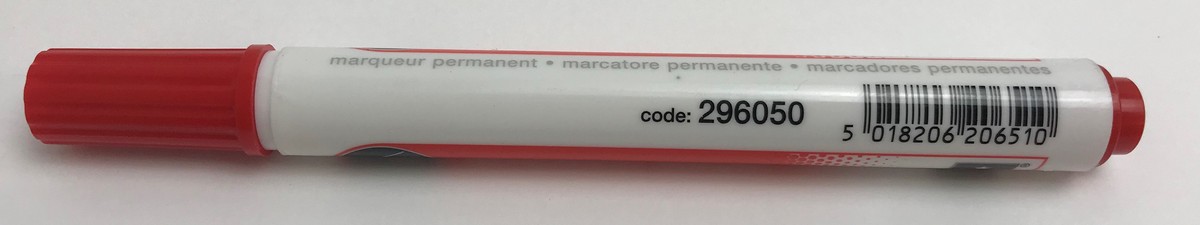 marqueur permanent • marcatore permanente • marcadores permanentes
code: 296050
5 018206 206510
®